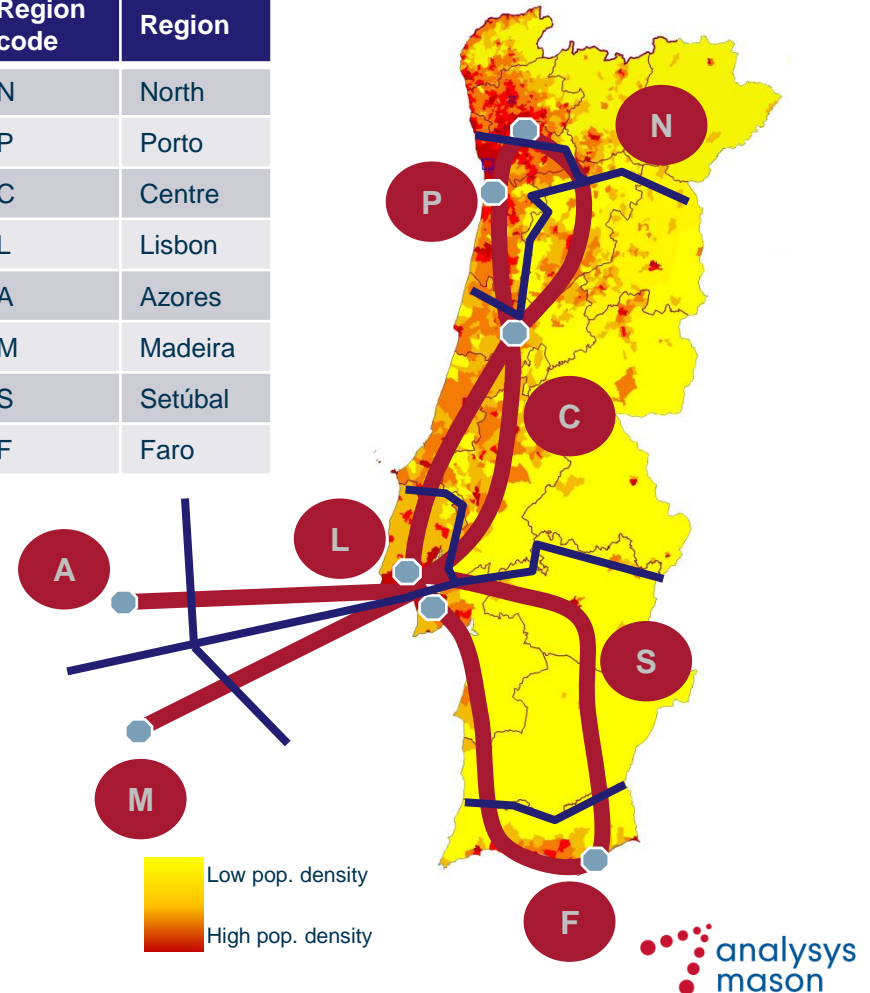 Region code Region
N North
P Porto
C Centre
L Lisbon
A Azores
M Madeira
S Setúbal
F Faro
N
P
C
L
A
S
M
F
Low pop. density
High pop. density
analysys
mason